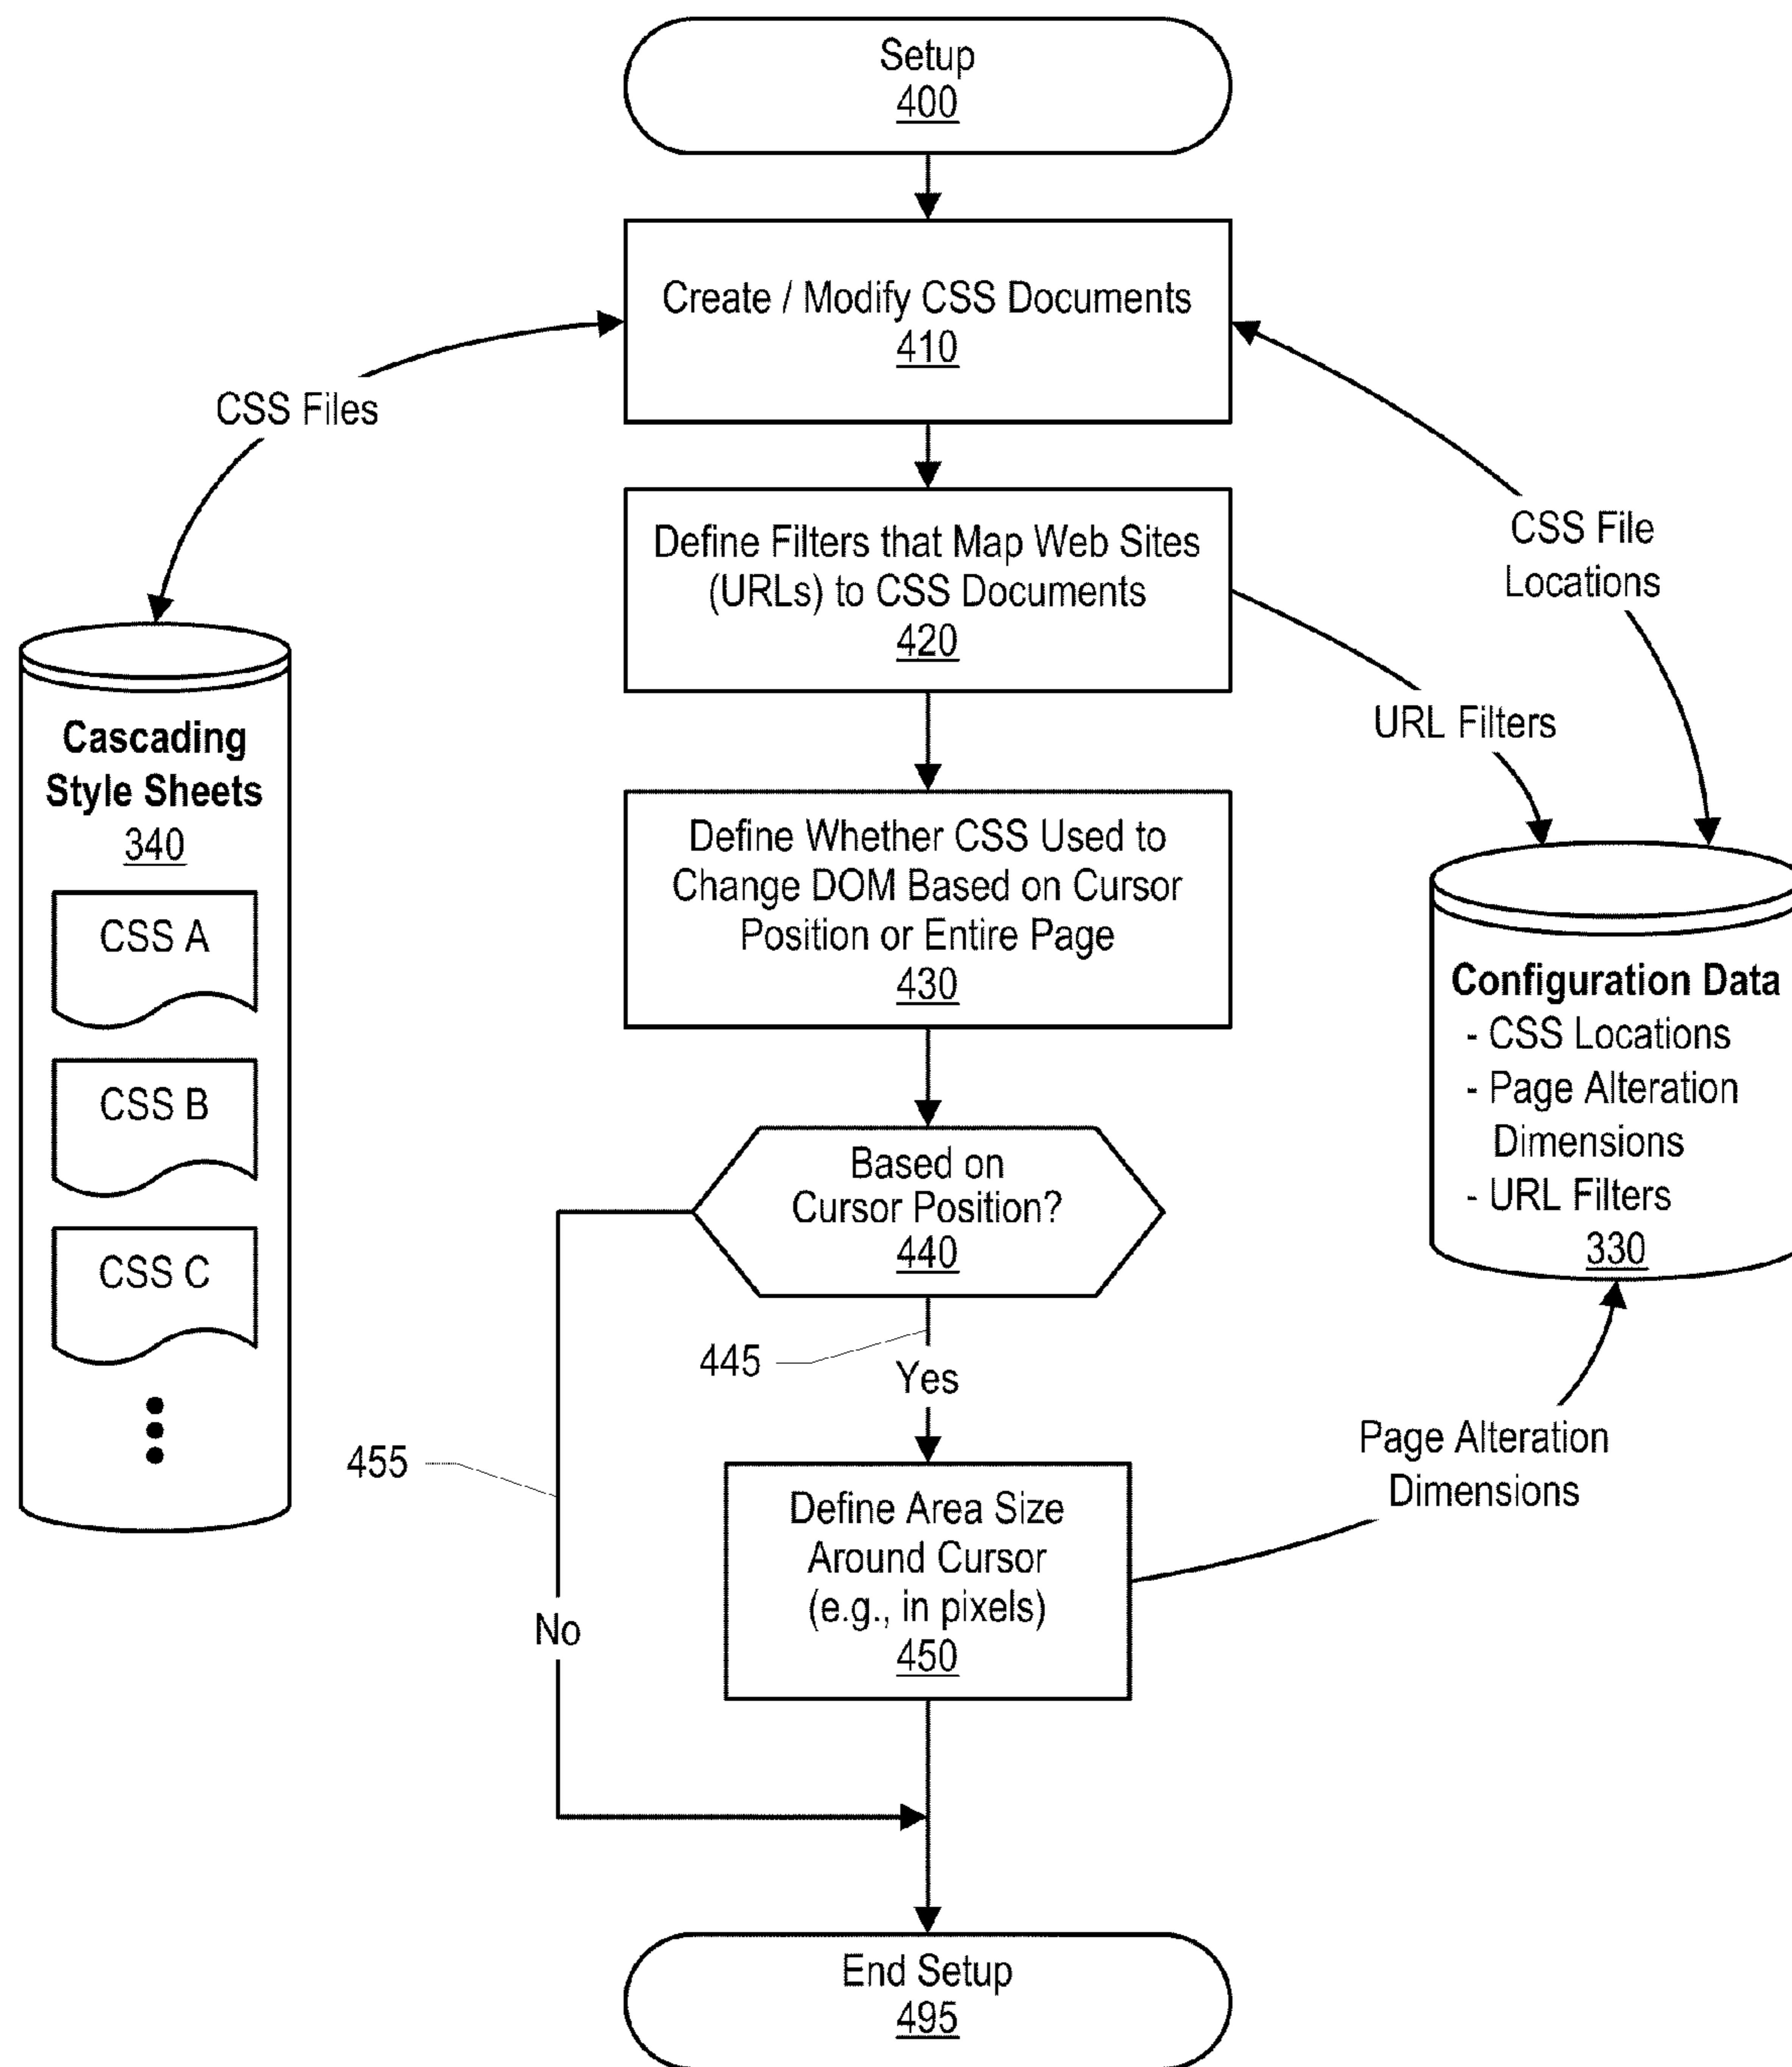 Setup
400
Create / Modify CSS Documents
410
CSS Files
Define Filters that Map Web Sites
(URLs) to CSS Documents
420
CSS File
Locations
URL Filters
Cascading
Style Sheets
340
CSS A
CSS B
CSS C
Define Whether CSS Used to
Change DOM Based on Cursor
Position or Entire Page
430
Configuration Data
- CSS Locations
- Page Alteration
Dimensions
- URL Filters
330
Based on
Cursor Position?
440
445
Yes
455
No
Page Alteration
Dimensions
Define Area Size
Around Cursor
(e.g., in pixels)
450
End Setup
495